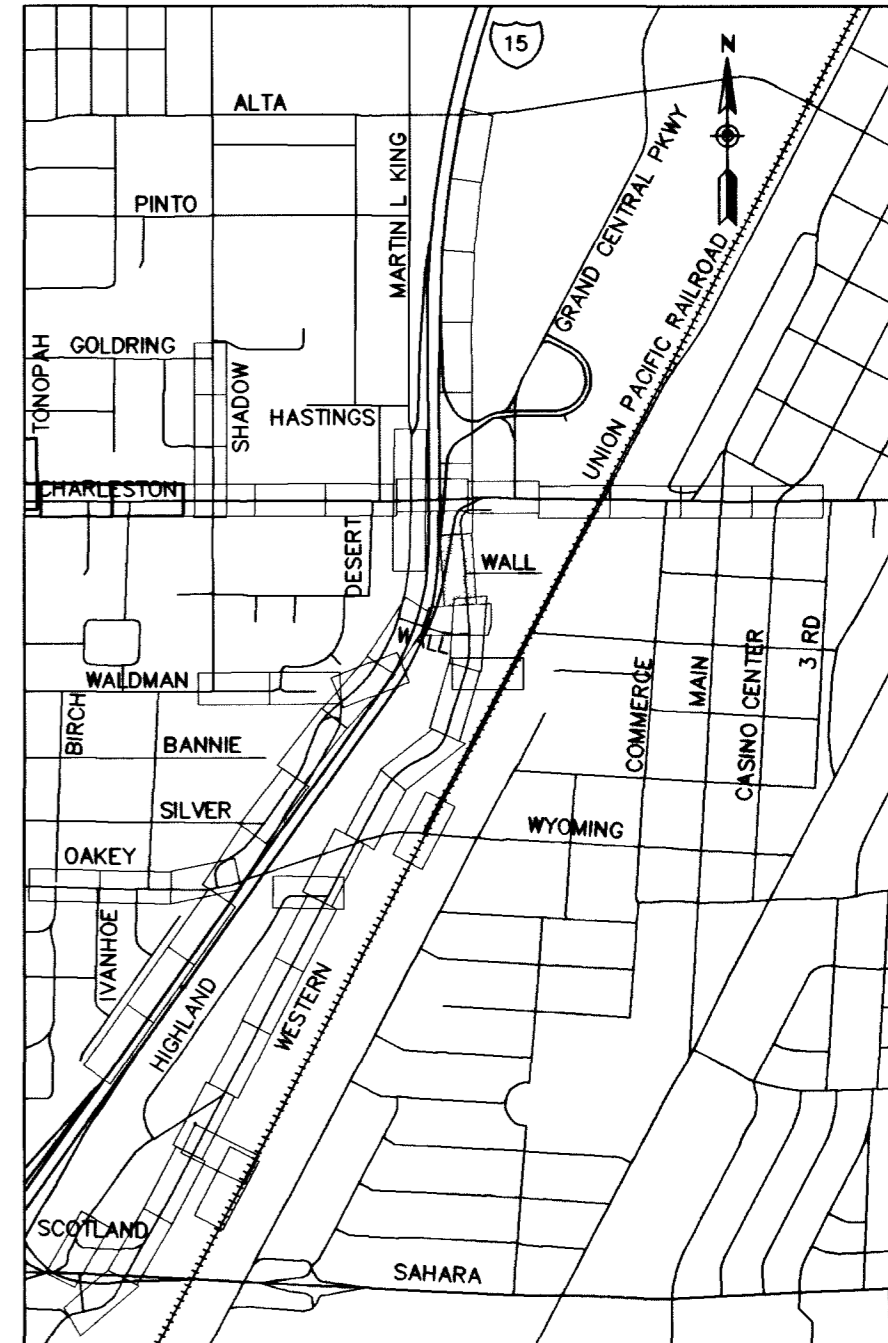 15
N
ALTA
MARTIN L KING
GRAND CENTRAL PKWY
PINTO
UNION PACIFIC RAILROAD
TONOPAH
GOLDRING
SHADOW
HASTINGS
CHARLESTON
DESERT
WALL
WALL
3 RD
COMMERCE
MAIN
CASINO CENTER
WALDMAN
BIRCH
BANNIE
SILVER
WYOMING
OAKEY
IVANHOE
HIGHLAND
WESTERN
SCOTLAND
SAHARA